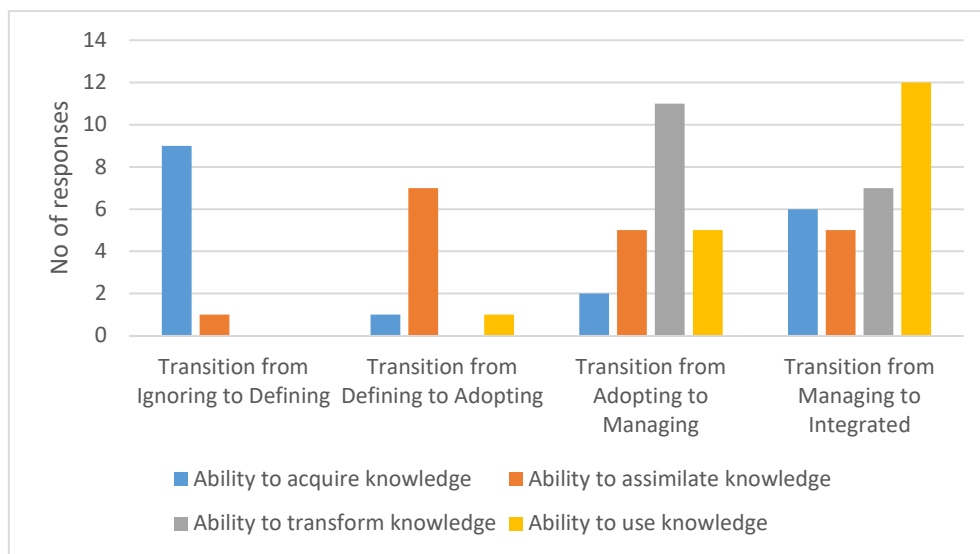 14
12
10
8
6
4
2
0
No of responses
Transition from
Ignoring to Defining
Transition from
Defining to Adopting
Transition from
Adopting to
Managing
Transition from
Managing to
Integrated
Ability to acquire knowledge
Ability to assimilate knowledge
Ability to transform knowledge
Ability to use knowledge